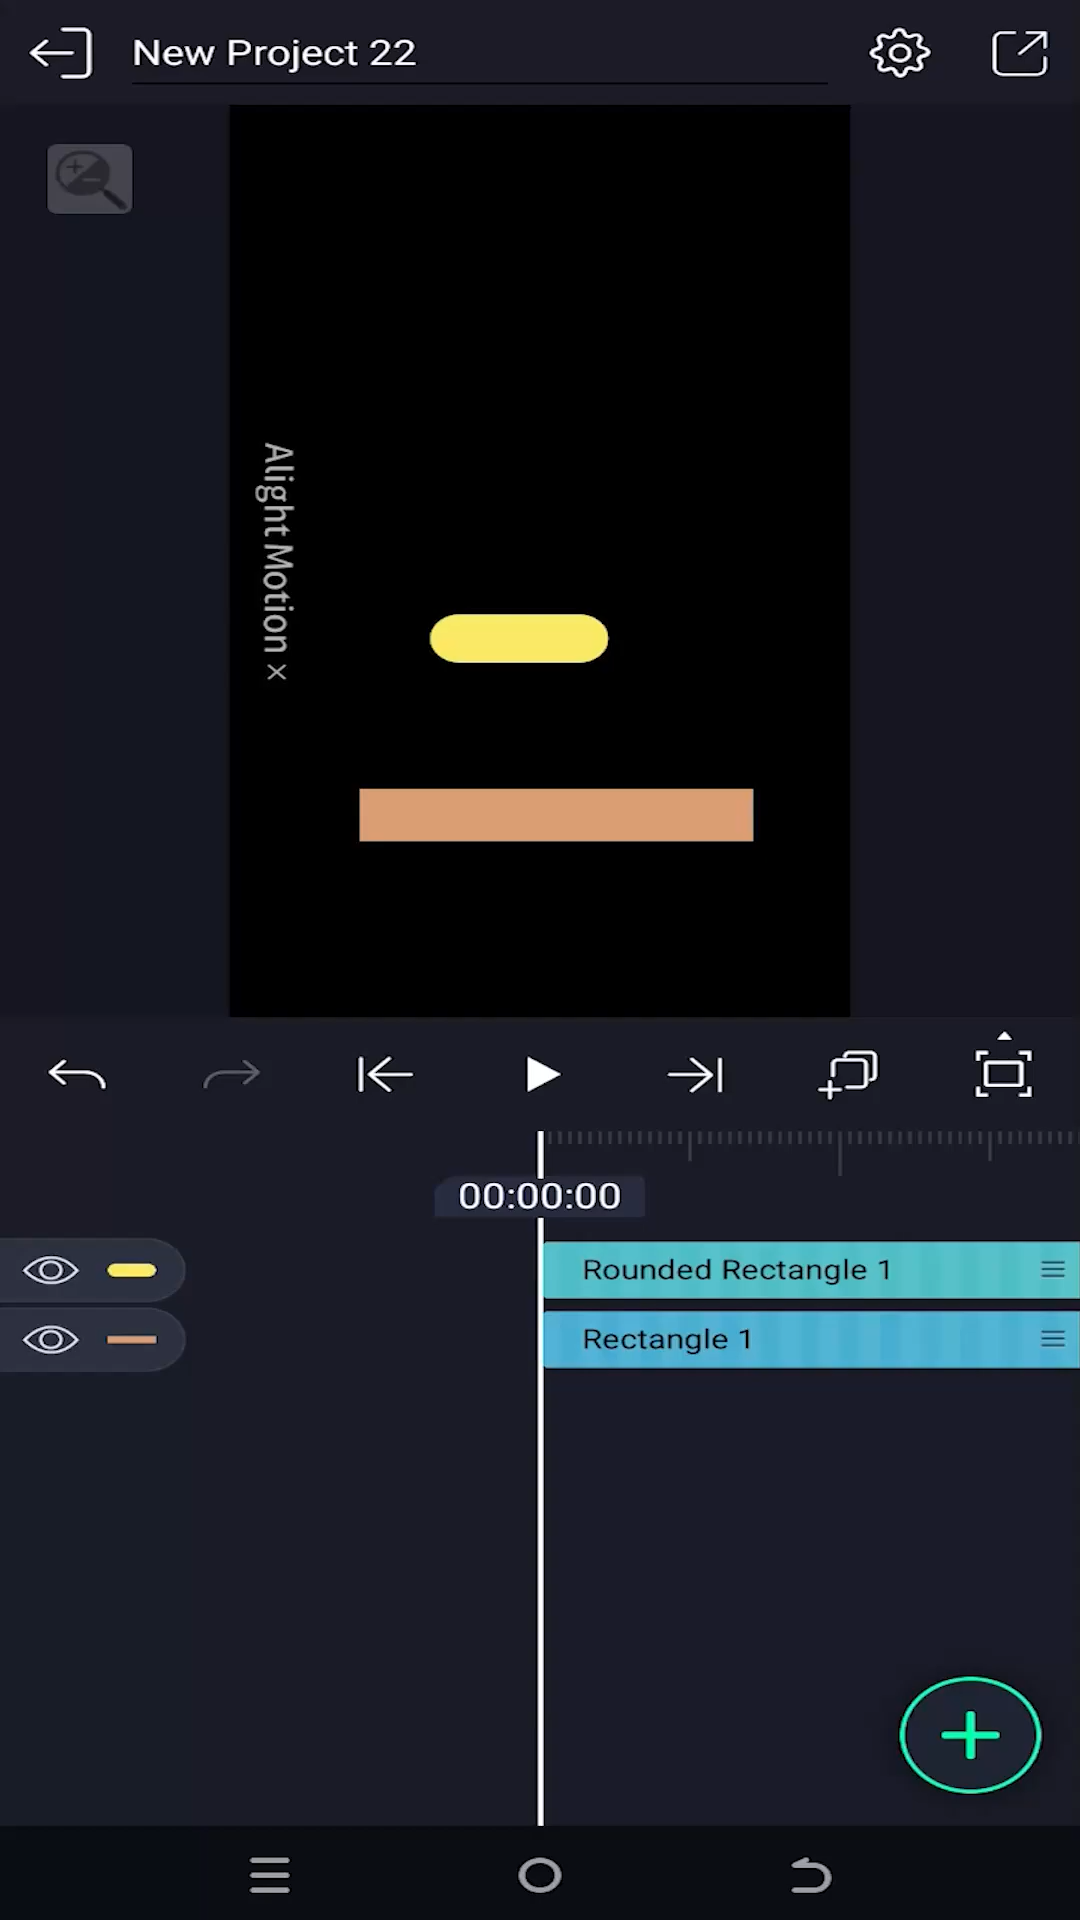 New Project 22
Alight Motion ×
00:00:00
Rounded Rectangle 1
Rectangle 1